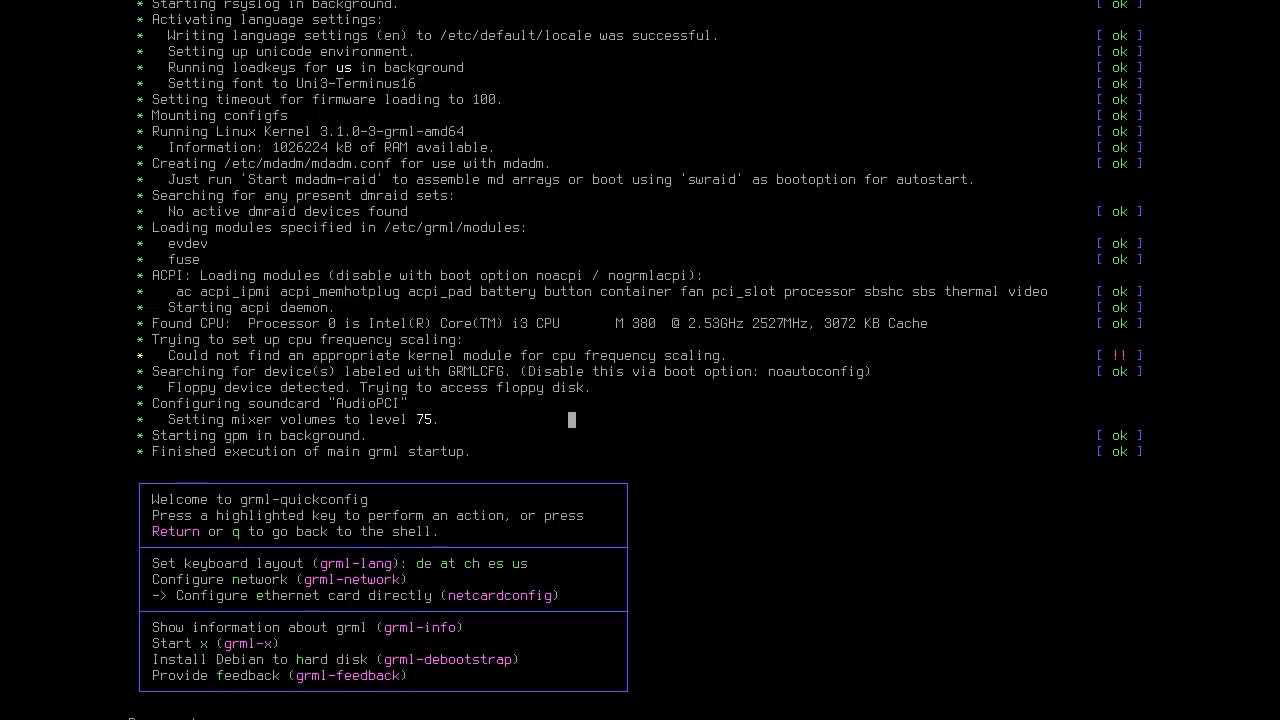 * Starting rsyslog in background. [ ok ]
* Activating language settings:
*   Writing language settings (en) to /etc/default/locale was successful. [ ok ]
*   Setting up unicode environment. [ ok ]
*   Running loadkeys for us in background [ ok ]
*   Setting font to Uni3-Terminus16 [ ok ]
* Setting timeout for firmware loading to 100. [ ok ]
* Mounting configfs [ ok ]
* Running Linux Kernel 3.1.0-3-grml-amd64 [ ok ]
*   Information: 1026224 kB of RAM available. [ ok ]
* Creating /etc/mdadm/mdadm.conf for use with mdadm. [ ok ]
*   Just run 'Start mdadm-raid' to assemble md arrays or boot using 'swraid' as bootoption for autostart.
* Searching for any present dmraid sets:
*   No active dmraid devices found [ ok ]
* Loading modules specified in /etc/grml/modules:
*   evdev [ ok ]
*   fuse [ ok ]
* ACPI: Loading modules (disable with boot option noacpi / nogrmlacpi):
*    ac acpi_ipmi acpi_memhotplug acpi_pad battery button container fan pci_slot processor sbshc sbs thermal video [ ok ]
*   Starting acpi daemon. [ ok ]
* Found CPU:  Processor 0 is Intel(R) Core(TM) i3 CPU       M 380  @ 2.53GHz 2527MHz, 3072 KB Cache [ ok ]
* Trying to set up cpu frequency scaling:
*   Could not find an appropriate kernel module for cpu frequency scaling. [ !! ]
* Searching for device(s) labeled with GRMLCFG. (Disable this via boot option: noautoconfig) [ ok ]
*   Floppy device detected. Trying to access floppy disk.
* Configuring soundcard "AudioPCI"
*   Setting mixer volumes to level 75.
* Starting gpm in background. [ ok ]
* Finished execution of main grml startup. [ ok ]
Welcome to grml-quickconfig
Press a highlighted key to perform an action, or press
Return or q to go back to the shell.
Set keyboard layout (grml-lang): de at ch es us
Configure network (grml-network)
-> Configure ethernet card directly (netcardconfig)
Show information about grml (grml-info)
Start x (grml-x)
Install Debian to hard disk (grml-debootstrap)
Provide feedback (grml-feedback)